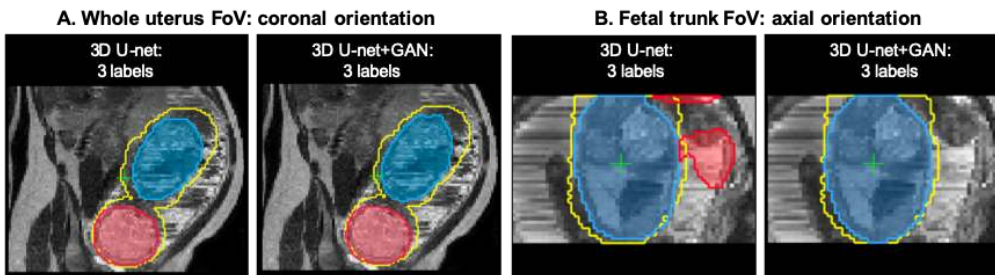 A. Whole uterus FoV: coronal orientation
3D U-net:
3 labels
3D U-net+GAN:
3 labels
B. Fetal trunk FoV: axial orientation
3D U-net:
3 labels
3D U-net+GAN:
3 labels